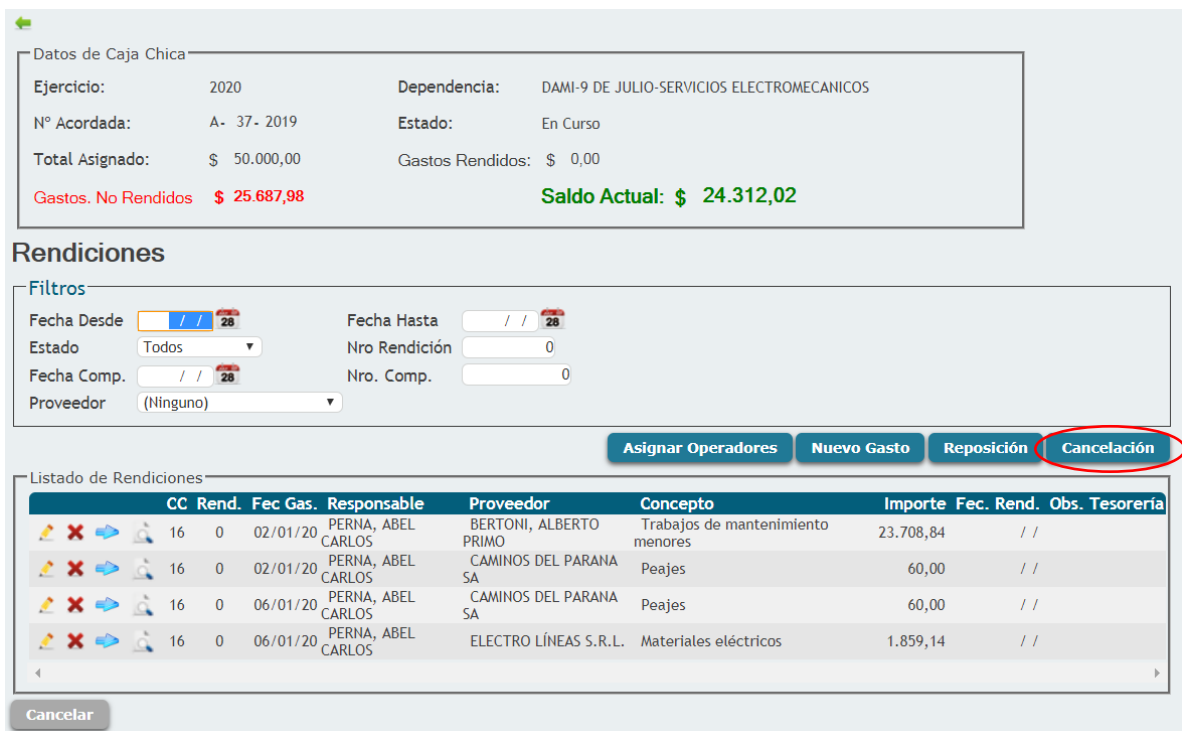 Datos de Caja Chica
Ejercicio: 2020 Dependencia: DAMI-9 DE JULIO-SERVICIOS ELECTROMECANICOS
N° Acordada: A- 37- 2019 Estado: En Curso
Total Asignado: $ 50.000,00 Gastos Rendidos: $ 0,00
Gastos. No Rendidos $ 25.687,98 Saldo Actual: $ 24.312,02
Rendiciones
Filtros
Fecha Desde / / 28 Fecha Hasta / / 28
Estado Todos Nro Rendición 0
Fecha Comp. / / 28 Nro. Comp. 0
Proveedor (Ninguno)
Asignar Operadores Nuevo Gasto Reposición Cancelación
Listado de Rendiciones
CC Rend. Fec Gas. Responsable Proveedor Concepto Importe Fec. Rend. Obs. Tesorería
16 0 02/01/20 PERNA, ABEL CARLOS BERTONI, ALBERTO PRIMO Trabajos de mantenimiento menores 23.708,84 / /
16 0 02/01/20 PERNA, ABEL CARLOS CAMINOS DEL PARANA SA Peajes 60,00 / /
16 0 06/01/20 PERNA, ABEL CARLOS CAMINOS DEL PARANA SA Peajes 60,00 / /
16 0 06/01/20 PERNA, ABEL CARLOS ELECTRO LÍNEAS S.R.L. Materiales eléctricos 1.859,14 / /
Cancelar